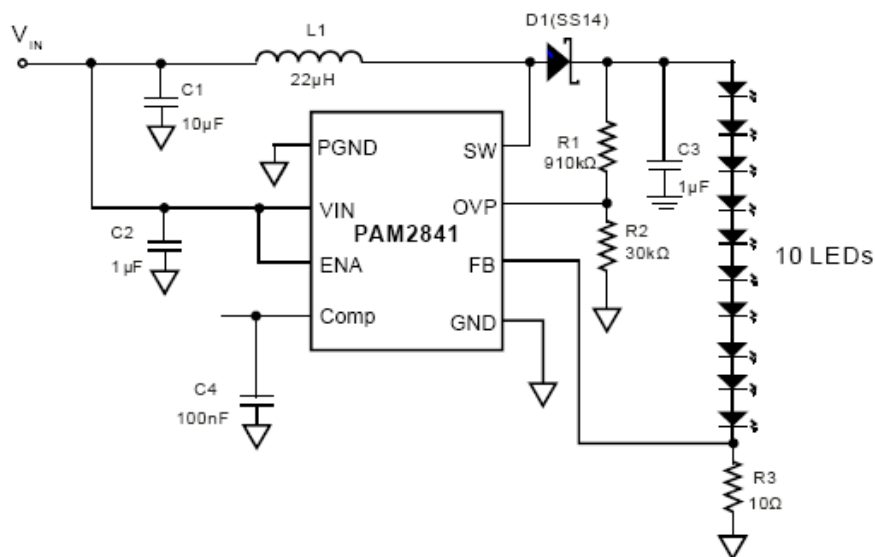 D1(SS14)
V IN
L1
22μH
C1
10μF
PGND
SW
R1
910kΩ
C3
1μF
VIN
OVP
C2
1μF
PAM2841
R2
30kΩ
ENA
FB
10 LEDs
Comp
GND
C4
100nF
R3
10Ω